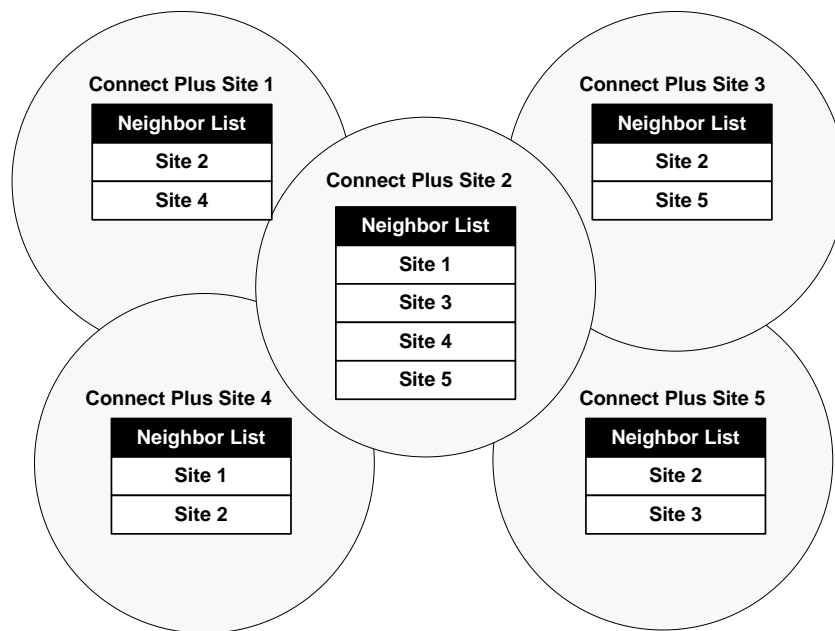 Connect Plus Site 1
Neighbor List
Site 2
Site 4
Connect Plus Site 3
Neighbor List
Site 2
Site 5
Connect Plus Site 2
Neighbor List
Site 1
Site 3
Site 4
Site 5
Connect Plus Site 4
Neighbor List
Site 1
Site 2
Connect Plus Site 5
Neighbor List
Site 2
Site 3